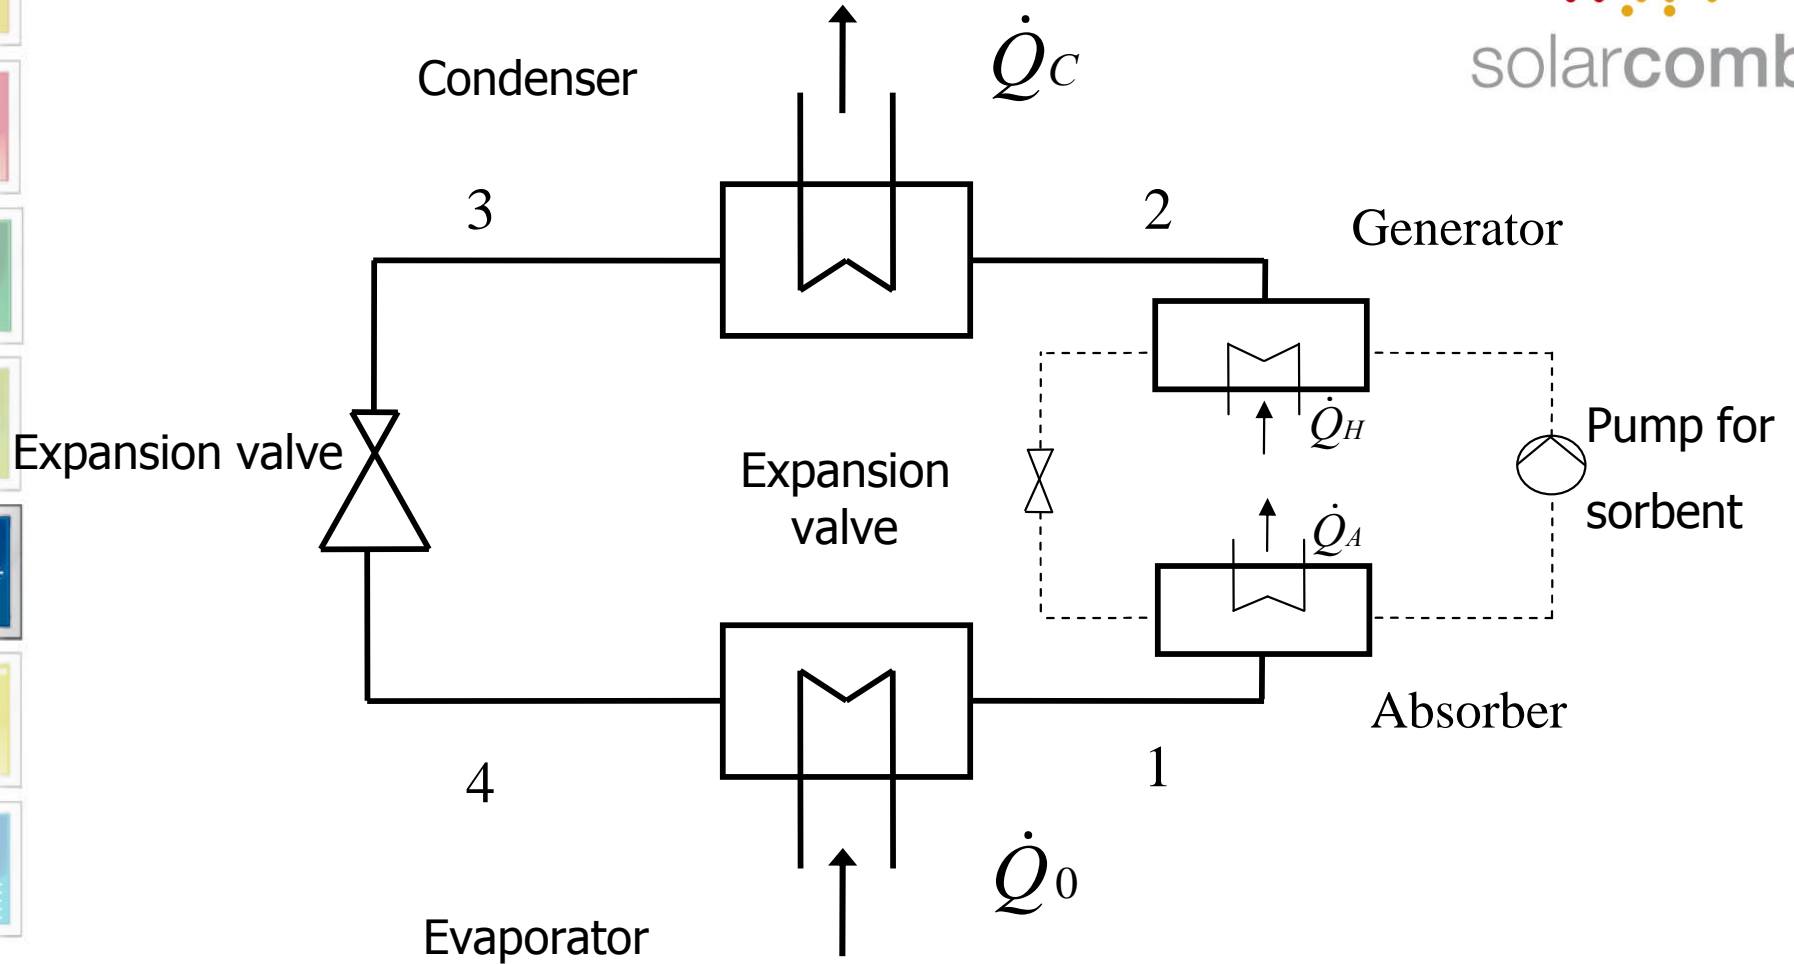 Condenser
Q̇C
solarcomb
3
2
Generator
Expansion valve
Expansion
valve
Q̇H
Pump for
sorbent
Q̇A
Absorber
4
1
Q̇0
Evaporator